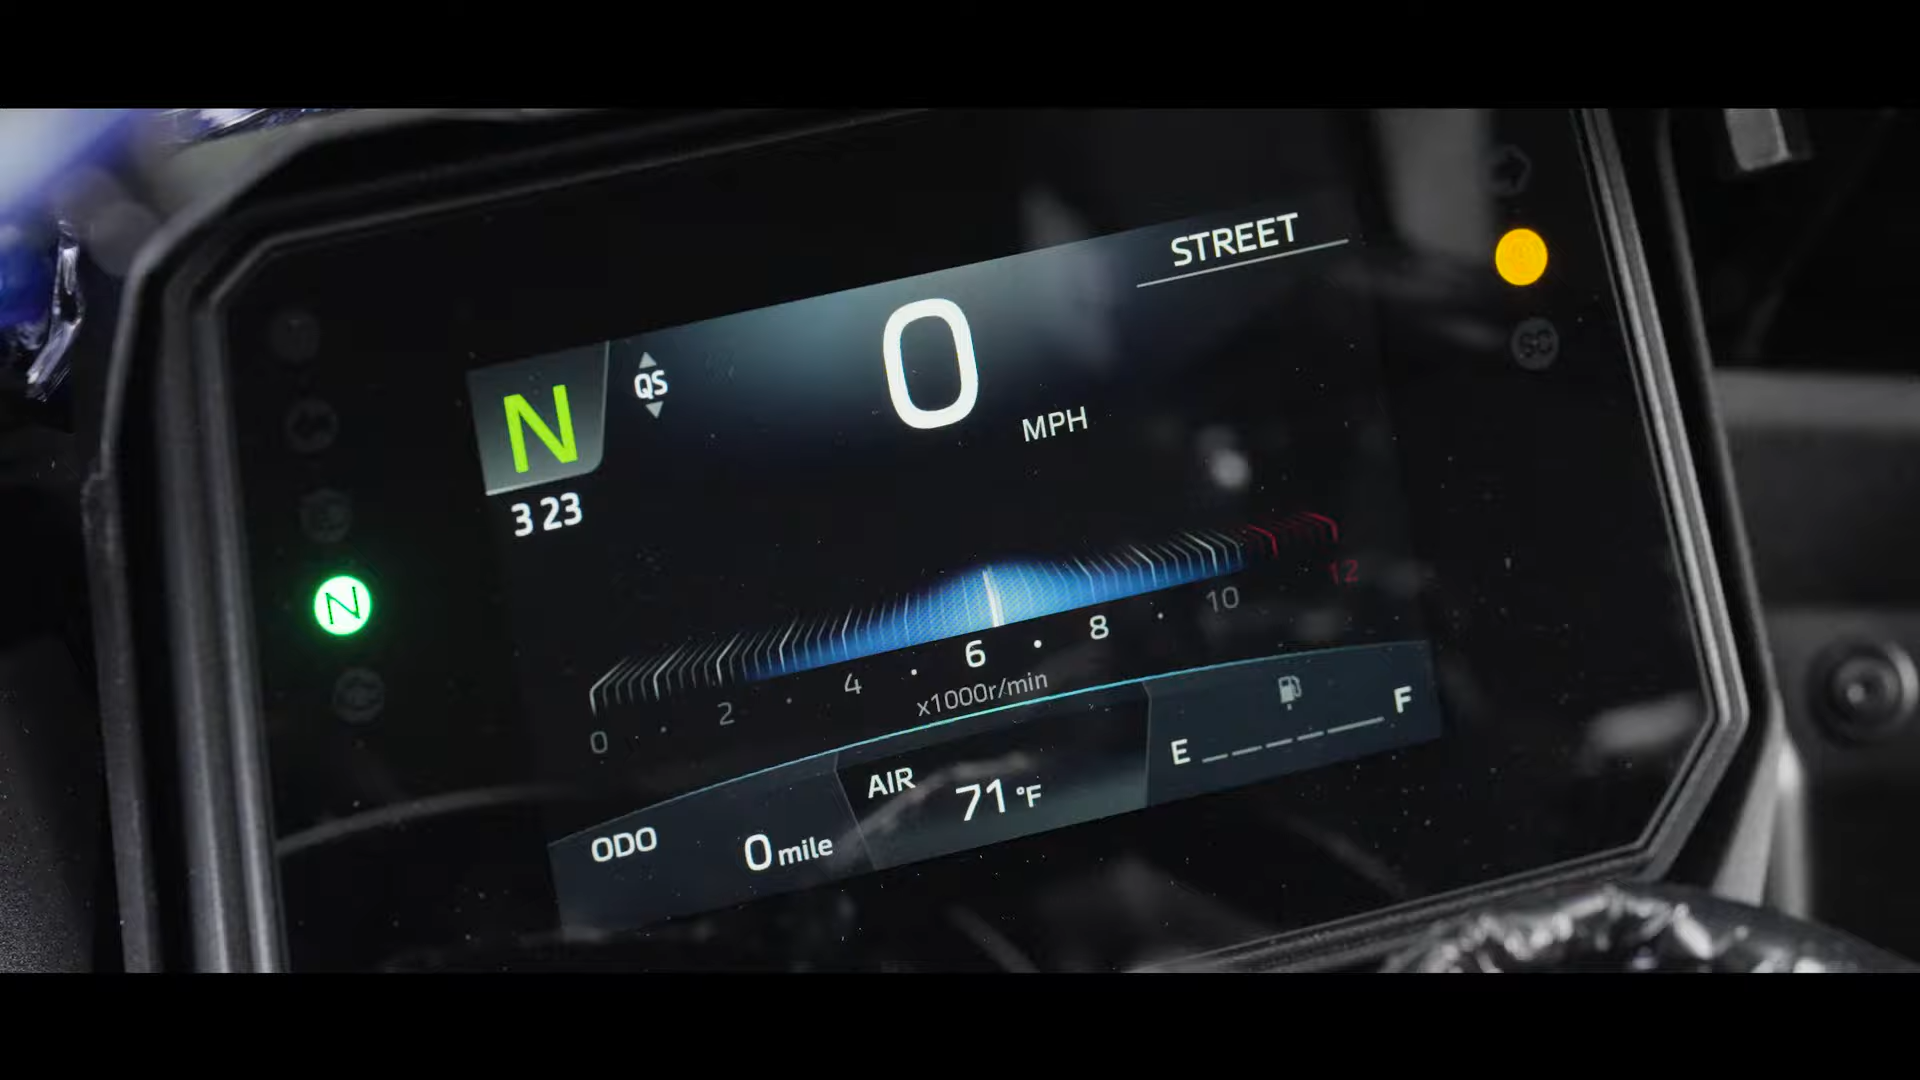 STREET
N
QS
0
MPH
3 23
N
0 2 4 6 8 10 12
x1000r/min
ODO
0 mile
AIR
71 °F
E
F